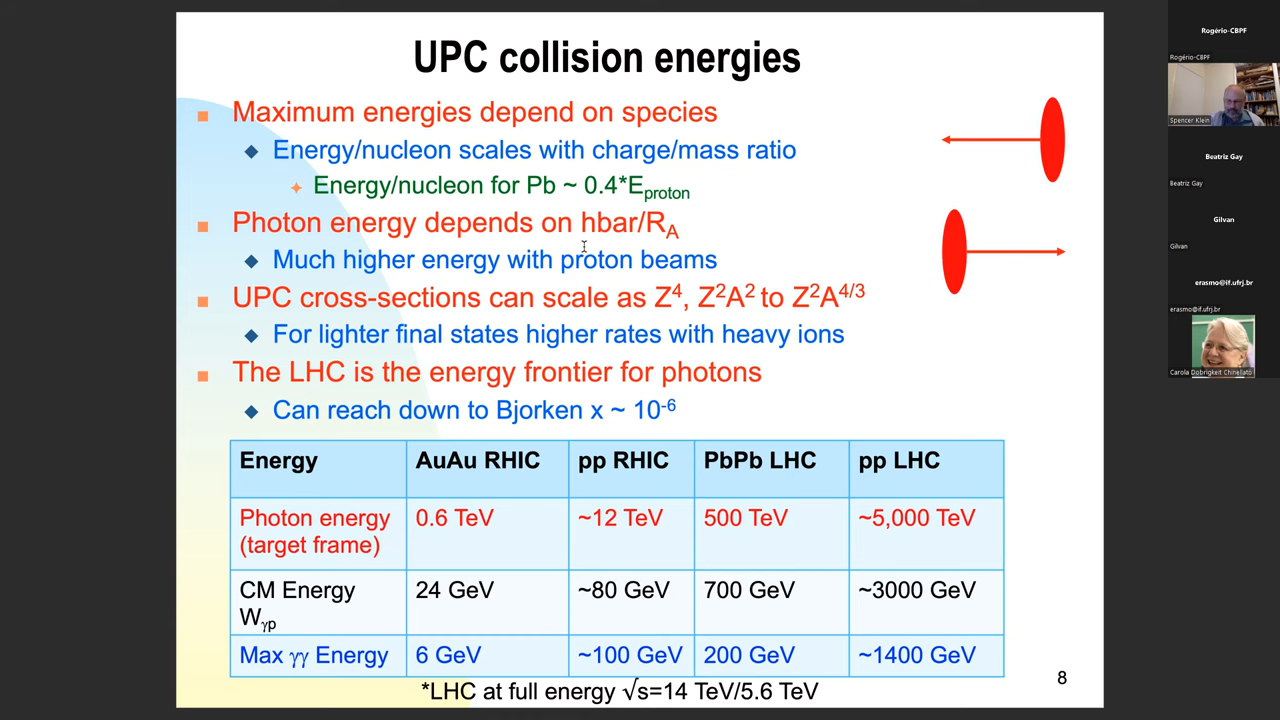 UPC collision energies
Maximum energies depend on species
Energy/nucleon scales with charge/mass ratio
Energy/nucleon for Pb ~ 0.4*Eproton
Photon energy depends on hbar/RA
Much higher energy with proton beams
UPC cross-sections can scale as Z⁴, Z²A² to Z²A⁴/³
For lighter final states higher rates with heavy ions
The LHC is the energy frontier for photons
Can reach down to Bjorken x ~ 10⁻⁶
Energy AuAu RHIC pp RHIC PbPb LHC pp LHC
Photon energy (target frame) 0.6 TeV ~12 TeV 500 TeV ~5,000 TeV
CM Energy Wγp 24 GeV ~80 GeV 700 GeV ~3000 GeV
Max γγ Energy 6 GeV ~100 GeV 200 GeV ~1400 GeV
*LHC at full energy √s=14 TeV/5.6 TeV
8
Rogério-CBPF
Rogério-CBPF
Spencer Klein
Beatriz Gay
Beatriz Gay
Gilvan
Gilvan
erasmo@if.ufrj.br
erasmo@if.ufrj.br
Carola Dobrigkeit Chinellato